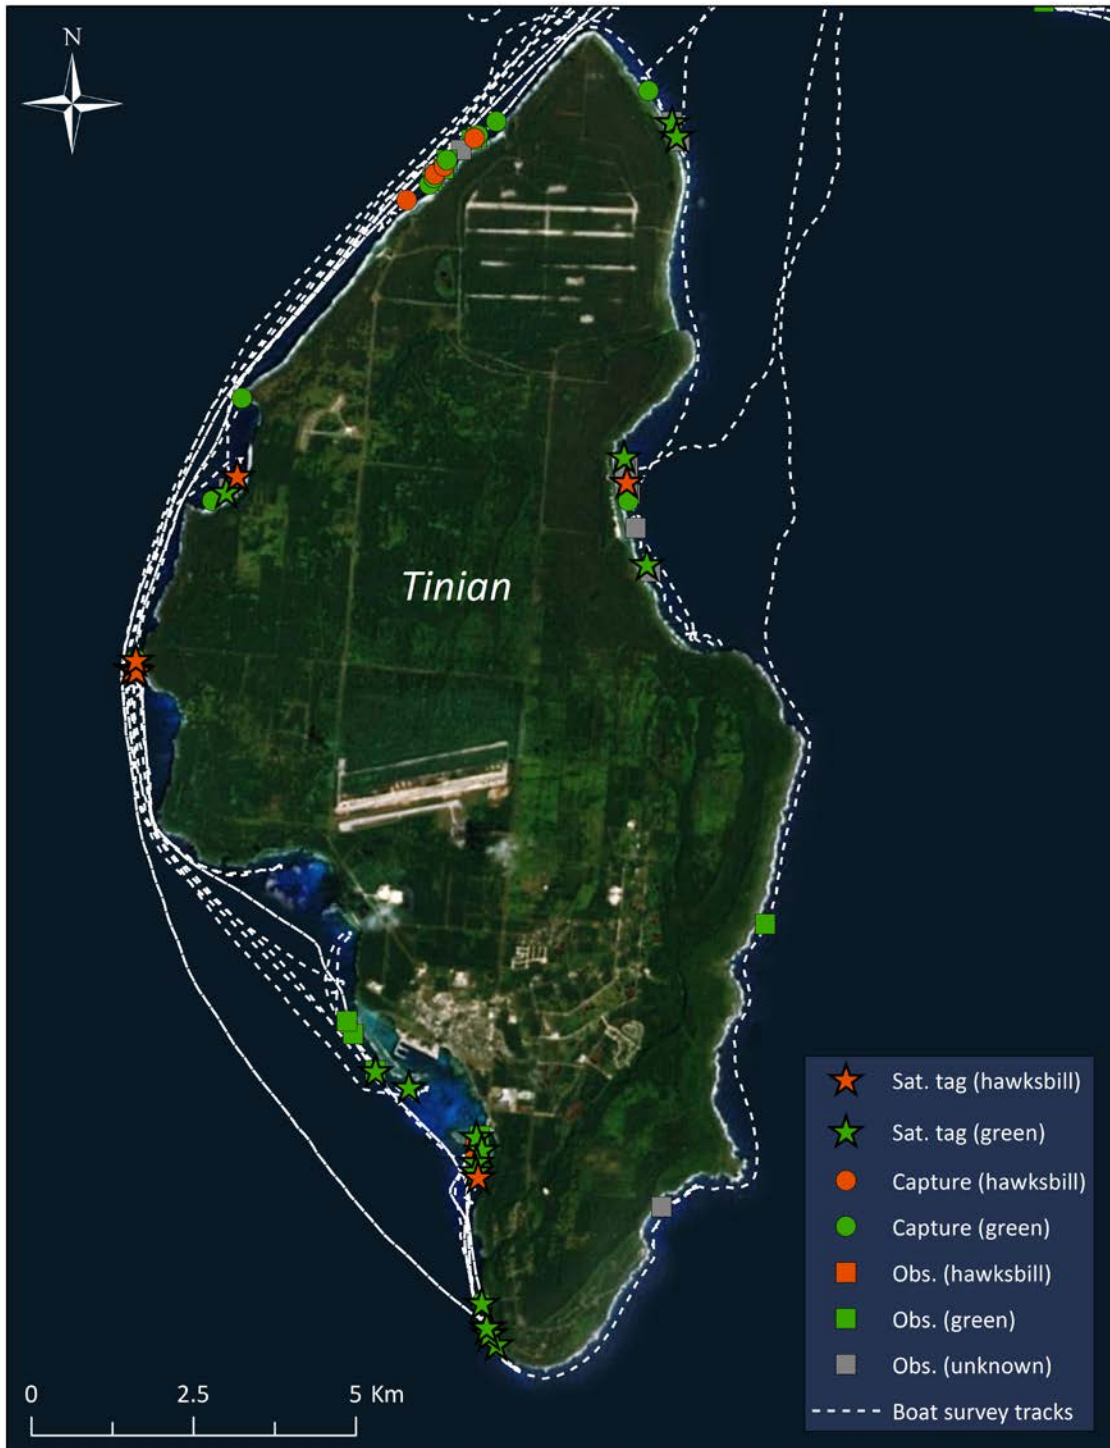 N
Tinian
Sat. tag (hawksbill)
Sat. tag (green)
Capture (hawksbill)
Capture (green)
Obs. (hawksbill)
Obs. (green)
Obs. (unknown)
Boat survey tracks
0 2.5 5 Km